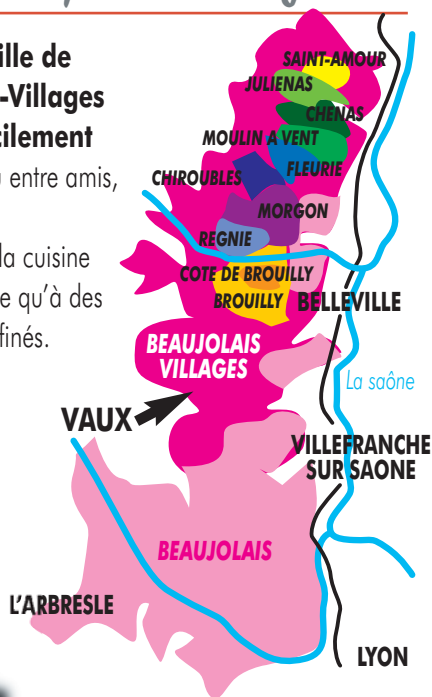 ille de
-Villages
cilement
u entre amis,
la cuisine
e qu'à des
finés.
SAINT-AMOUR
JULIENAS
CHENAS
MOULIN A VENT
FLEURIE
CHIROUBLES
MORGON
REGNIE
COTE DE BROUILLY
BROUILLY
BELLEVILLE
BEAUJOLAIS
VILLAGES
La saône
VAUX
VILLEFRANCHE
SUR SAONE
BEAUJOLAIS
L'ARBRESLE
LYON